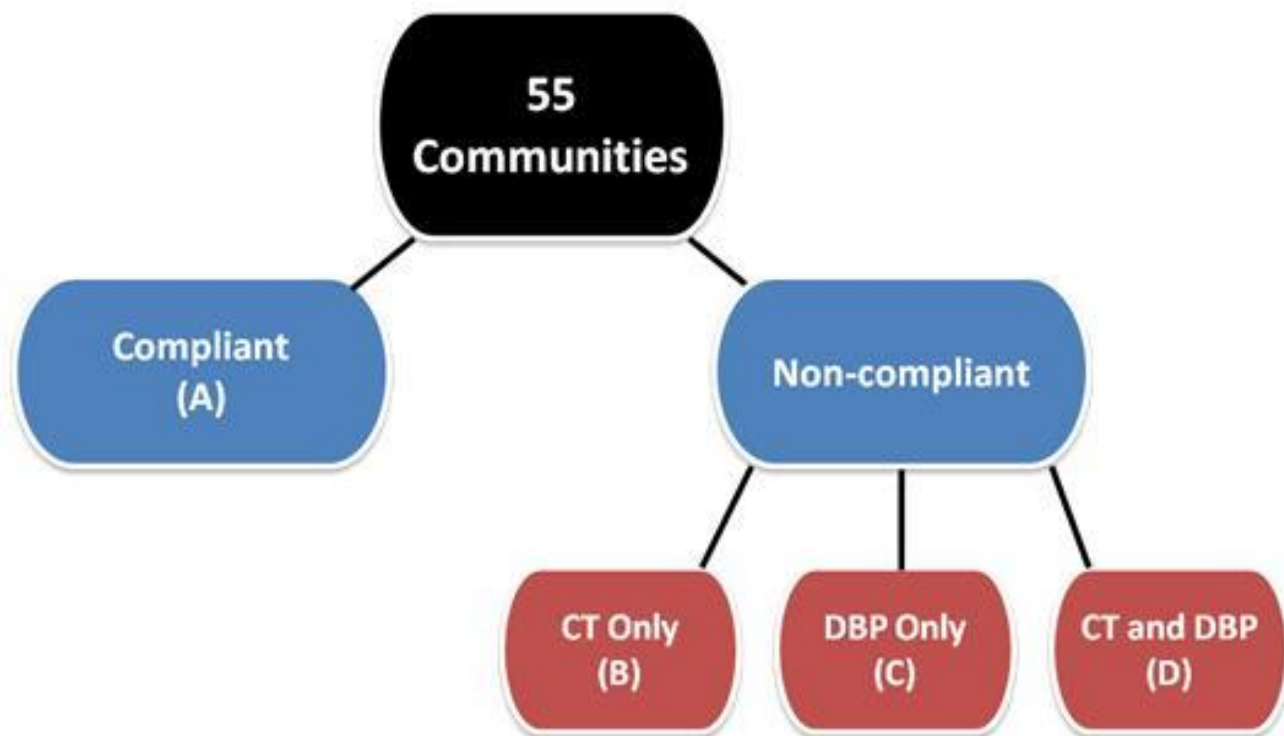 55
Communities
Compliant
(A)
Non-compliant
CT Only
(B)
DBP Only
(C)
CT and DBP
(D)